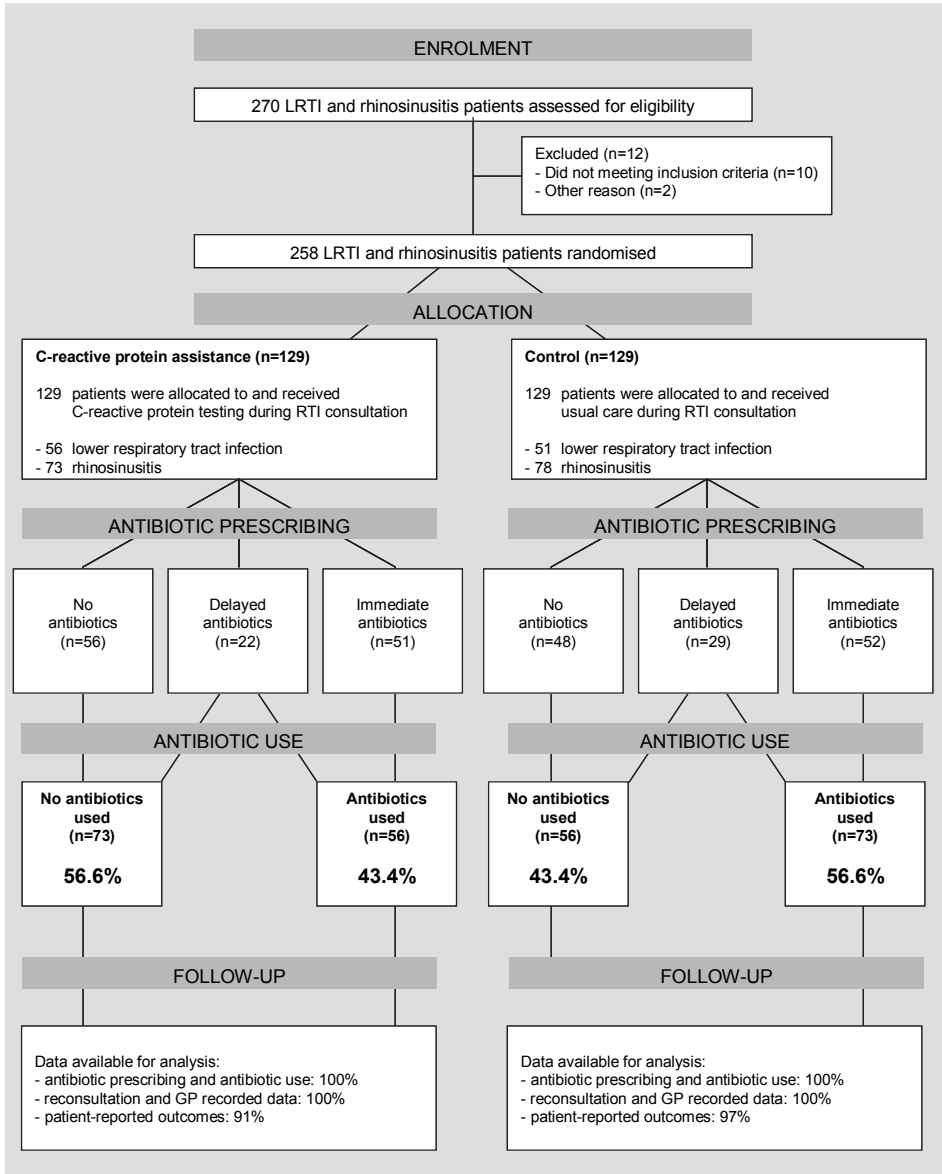 ENROLMENT
270 LRTI and rhinosinusitis patients assessed for eligibility
Excluded (n=12)
- Did not meeting inclusion criteria (n=10)
- Other reason (n=2)
258 LRTI and rhinosinusitis patients randomised
ALLOCATION
C-reactive protein assistance (n=129)
129 patients were allocated to and received
C-reactive protein testing during RTI consultation
- 56 lower respiratory tract infection
- 73 rhinosinusitis
Control (n=129)
129 patients were allocated to and received
usual care during RTI consultation
- 51 lower respiratory tract infection
- 78 rhinosinusitis
ANTIBIOTIC PRESCRIBING
ANTIBIOTIC PRESCRIBING
No
antibiotics
(n=56)
Delayed
antibiotics
(n=22)
Immediate
antibiotics
(n=51)
No
antibiotics
(n=48)
Delayed
antibiotics
(n=29)
Immediate
antibiotics
(n=52)
ANTIBIOTIC USE
ANTIBIOTIC USE
No antibiotics
used
(n=73)
56.6%
Antibiotics
used
(n=56)
43.4%
No antibiotics
used
(n=56)
43.4%
Antibiotics
used
(n=73)
56.6%
FOLLOW-UP
FOLLOW-UP
Data available for analysis:
- antibiotic prescribing and antibiotic use: 100%
- reconsultation and GP recorded data: 100%
- patient-reported outcomes: 91%
Data available for analysis:
- antibiotic prescribing and antibiotic use: 100%
- reconsultation and GP recorded data: 100%
- patient-reported outcomes: 97%